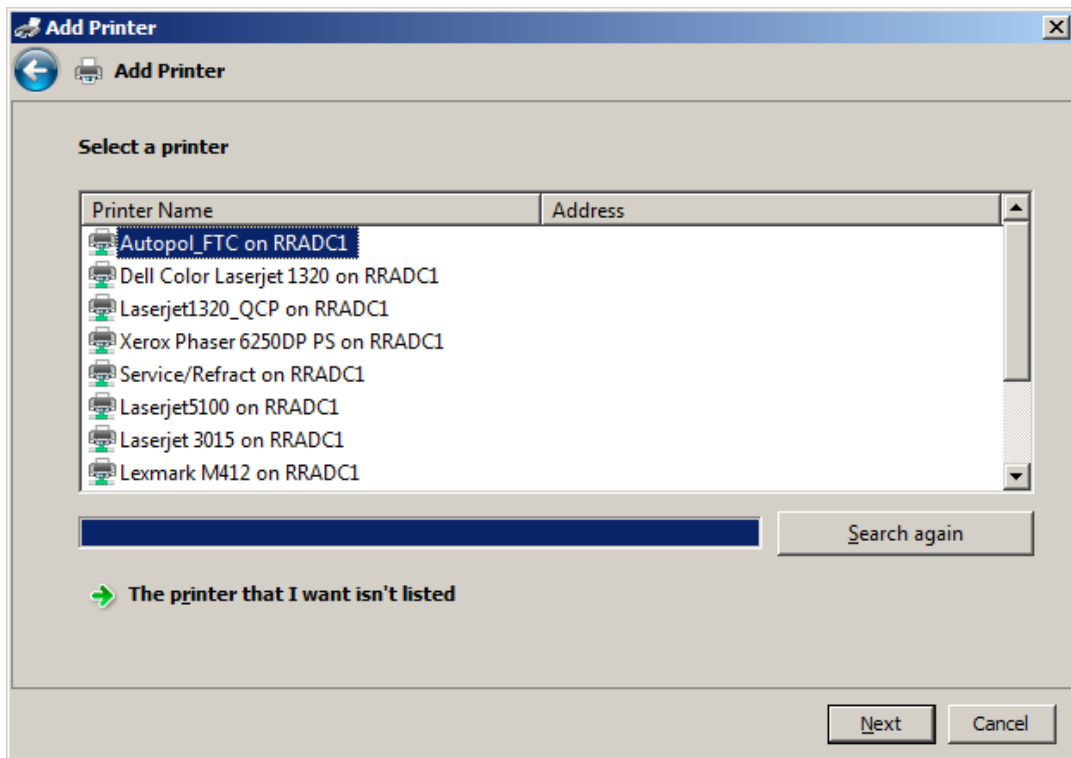 Add Printer
Add Printer
Select a printer
Printer Name Address
Autopol_FTC on RRADC1
Dell Color Laserjet 1320 on RRADC1
Laserjet1320_QCP on RRADC1
Xerox Phaser 6250DP PS on RRADC1
Service/Refract on RRADC1
Laserjet5100 on RRADC1
Laserjet 3015 on RRADC1
Lexmark M412 on RRADC1
Search again
The printer that I want isn't listed
Next Cancel